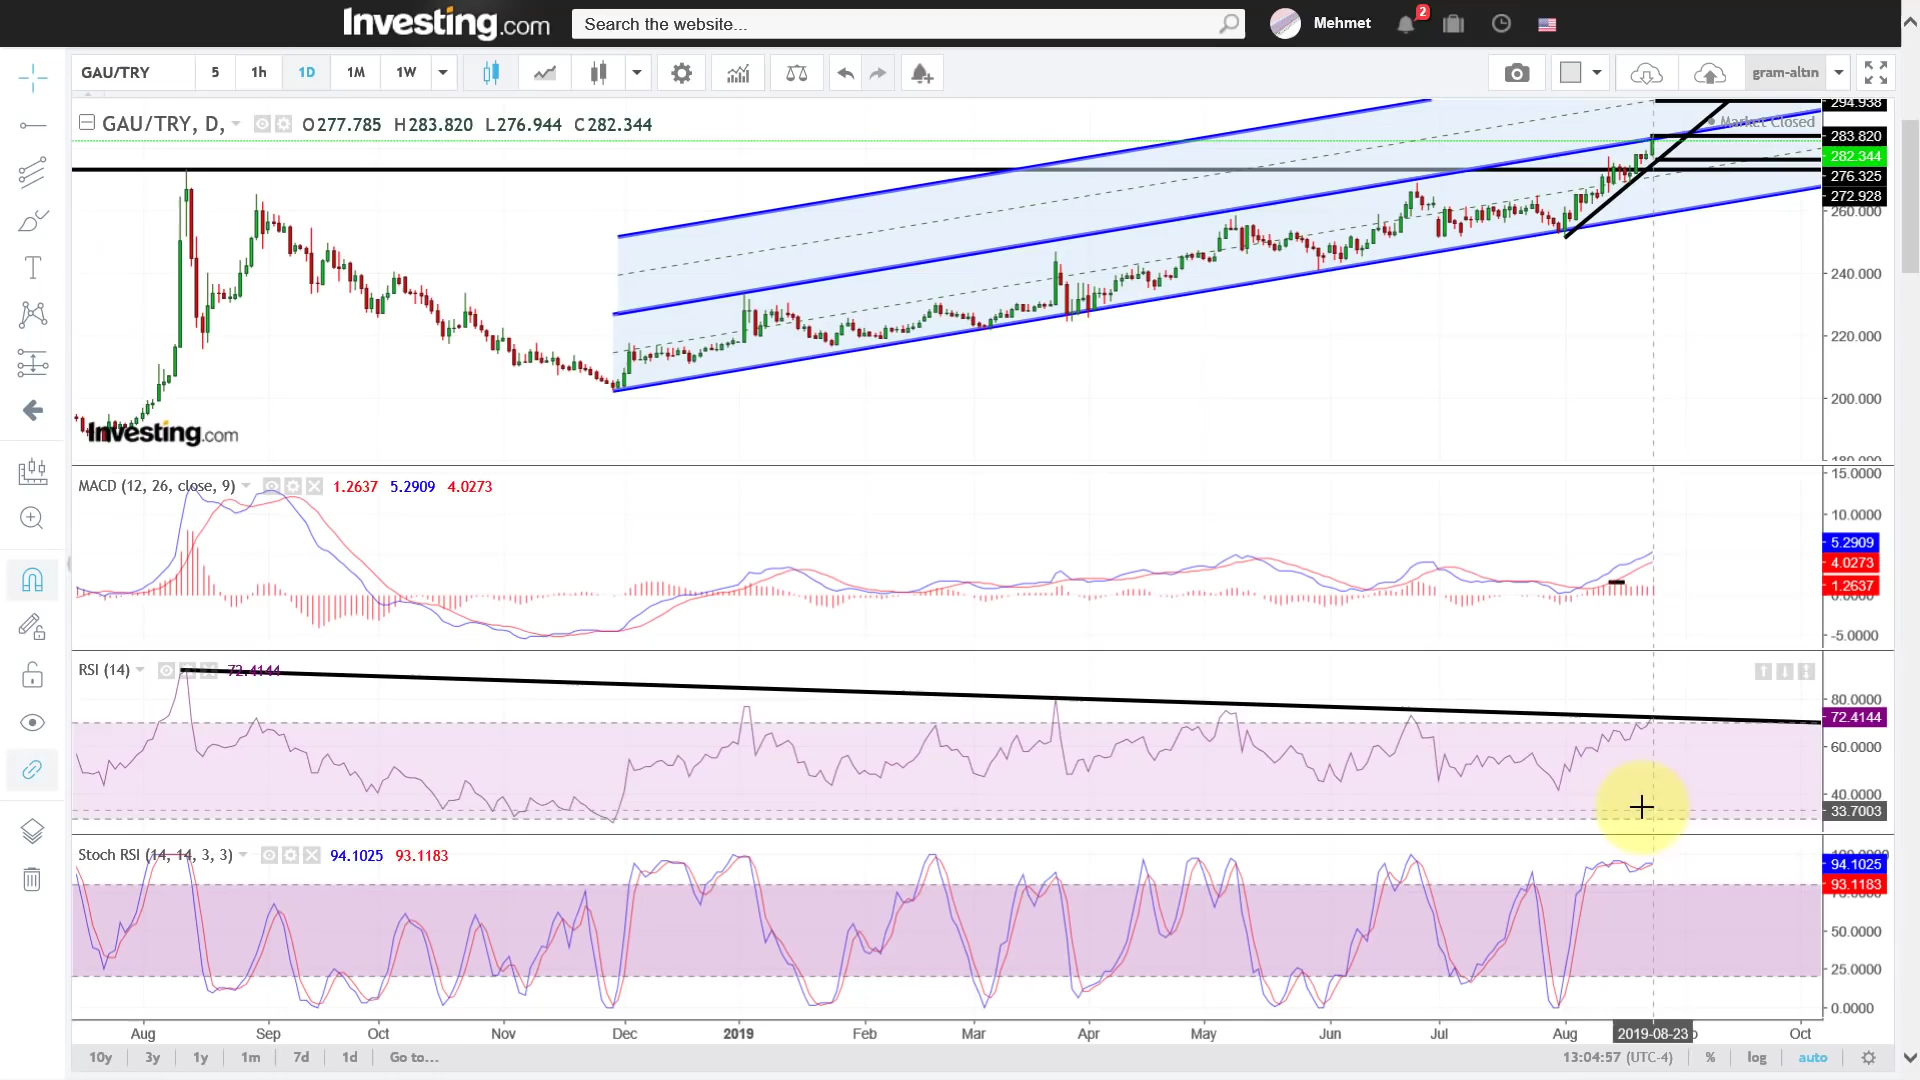 Investing.com
Search the website...
Mehmet
2
GAU/TRY 5 1h 1D 1M 1W
gram-altın
GAU/TRY, D, O277.785 H283.820 L276.944 C282.344
Market Closed
294.938
283.820
282.344
276.325
272.928
260.000
240.000
220.000
200.000
Investing.com
MACD (12, 26, close, 9) 1.2637 5.2909 4.0273
15.0000
10.0000
5.2909
4.0273
1.2637
-5.0000
RSI (14) 72.4144
80.0000
72.4144
60.0000
40.0000
33.7003
Stoch RSI (14, 14, 3, 3) 94.1025 93.1183
94.1025
93.1183
50.0000
25.0000
0.0000
Aug Sep Oct Nov Dec 2019 Feb Mar Apr May Jun Jul Aug 2019-08-23 Oct
10y 3y 1y 1m 7d 1d Go to... 13:04:57 (UTC-4) % log auto